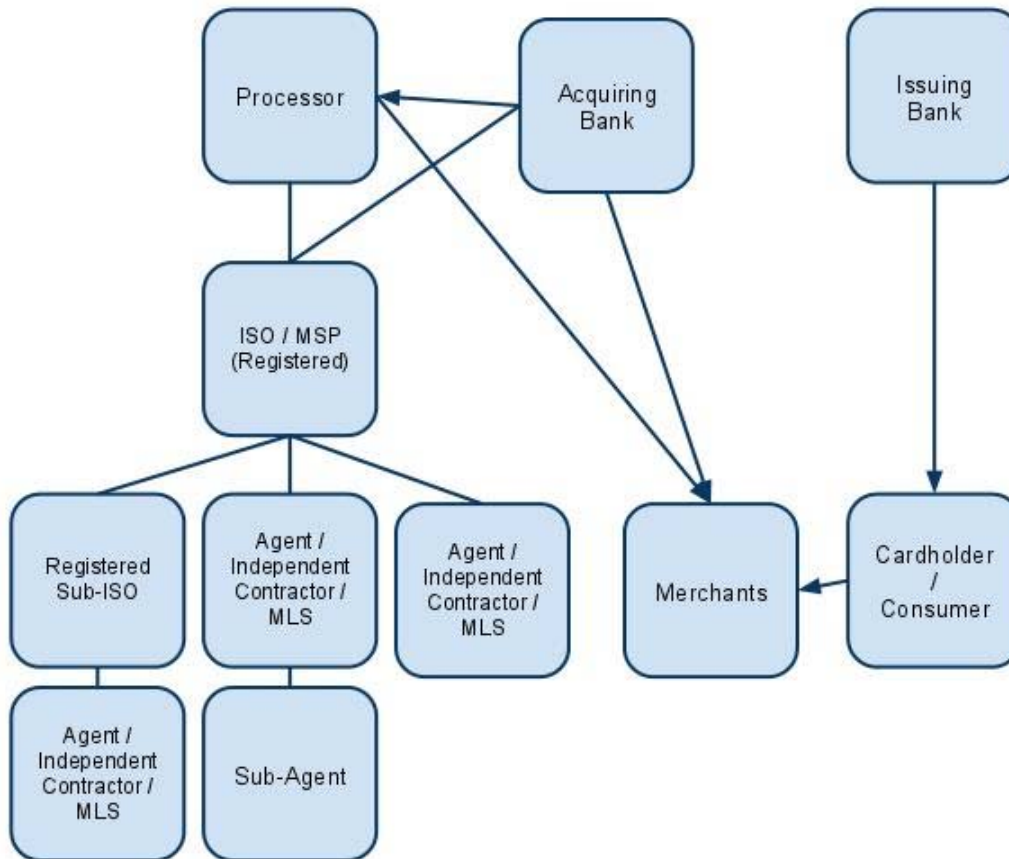 Processor
Acquiring
Bank
Issuing
Bank
ISO / MSP
(Registered)
Registered
Sub-ISO
Agent /
Independent
Contractor /
MLS
Agent /
Independent
Contractor /
MLS
Merchants
Cardholder
/
Consumer
Agent /
Independent
Contractor /
MLS
Sub-Agent